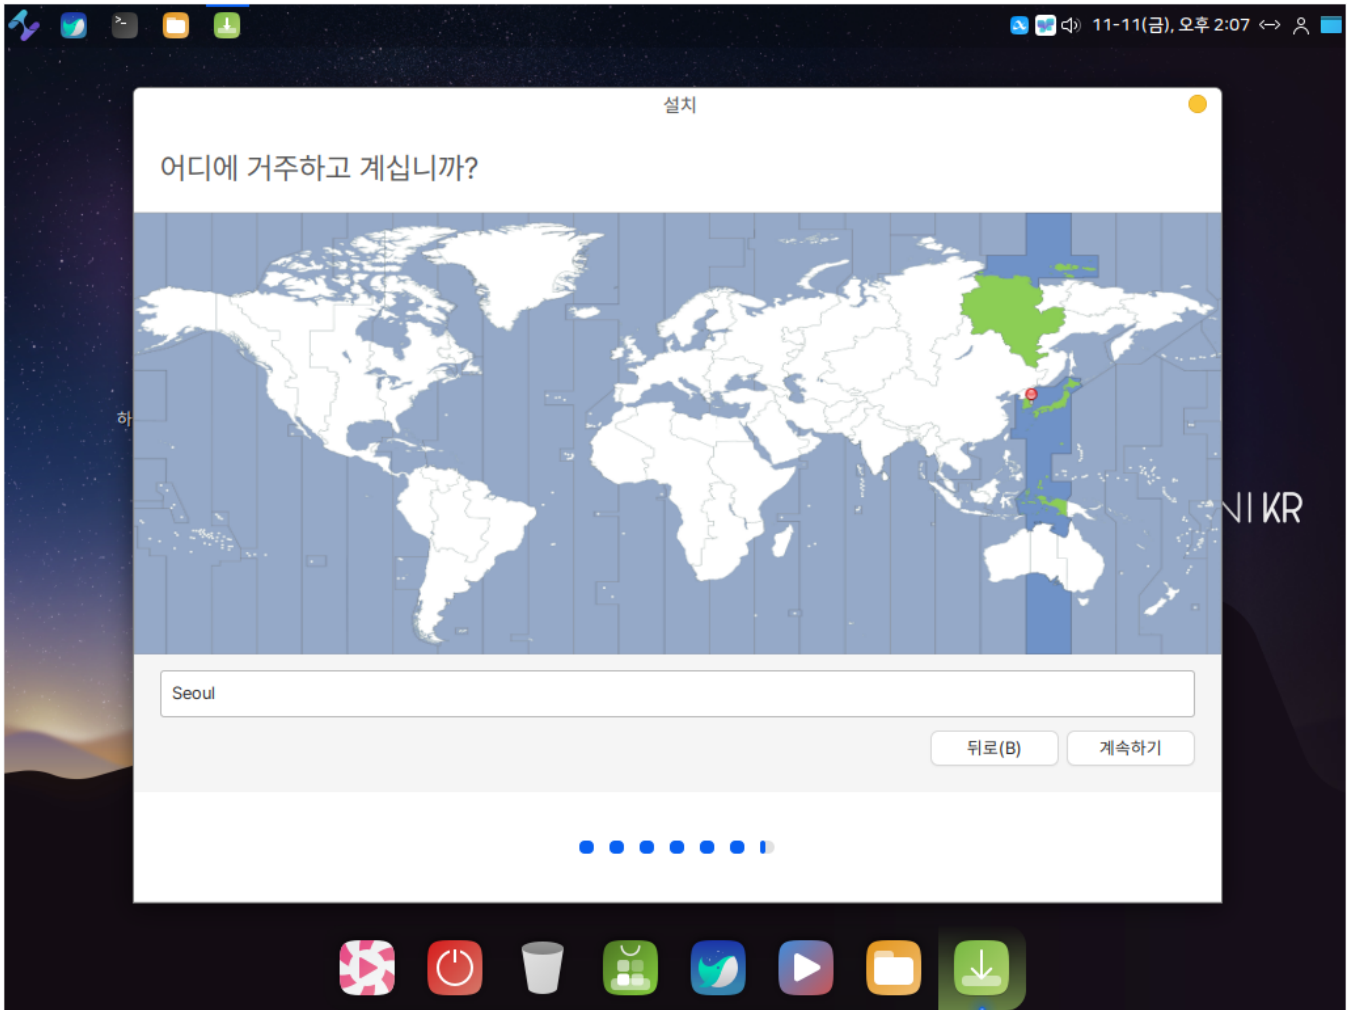 11-11(금), 오후 2:07
설치
어디에 거주하고 계십니까?
하
NI KR
Seoul
뒤로(B)
계속하기